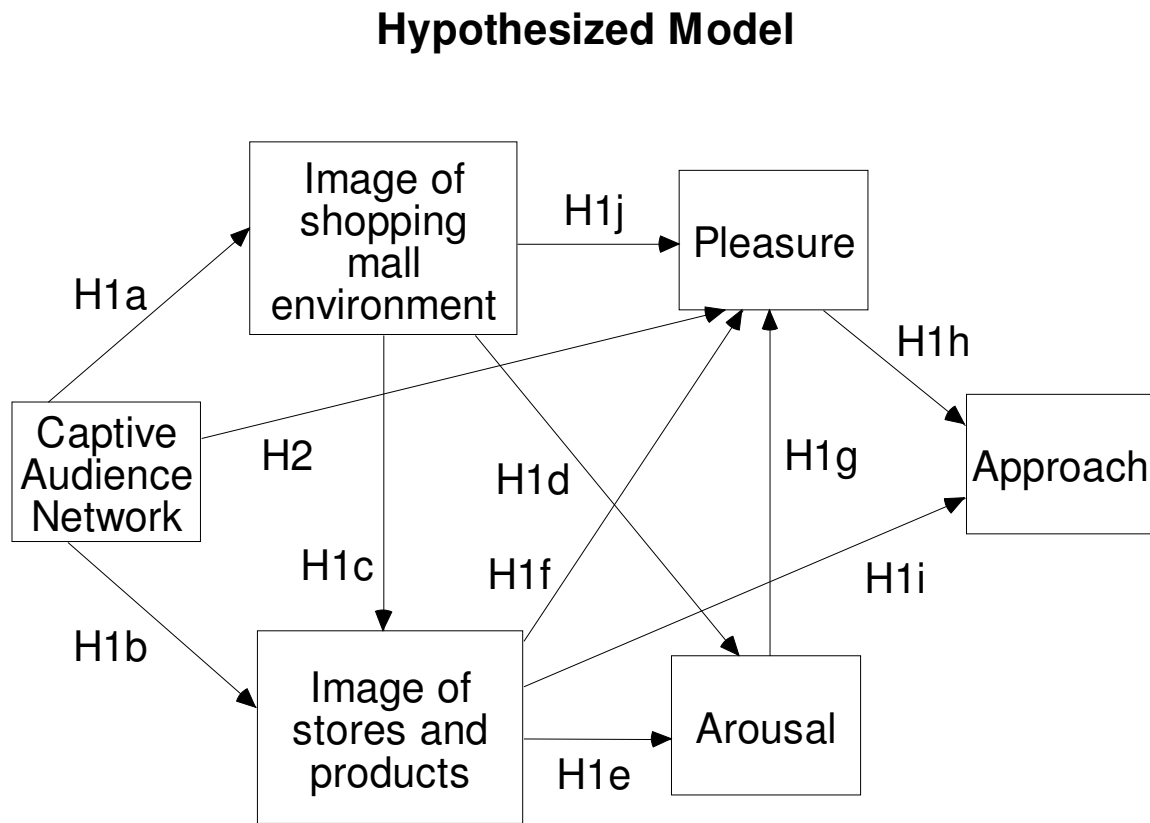 Hypothesized Model
Image of
shopping
mall
environment
H1j
Pleasure
H1a
H1h
Captive
Audience
Network
H2
H1d
H1g
Approach
H1c
H1f
H1i
H1b
Image of
stores and
products
Arousal
H1e